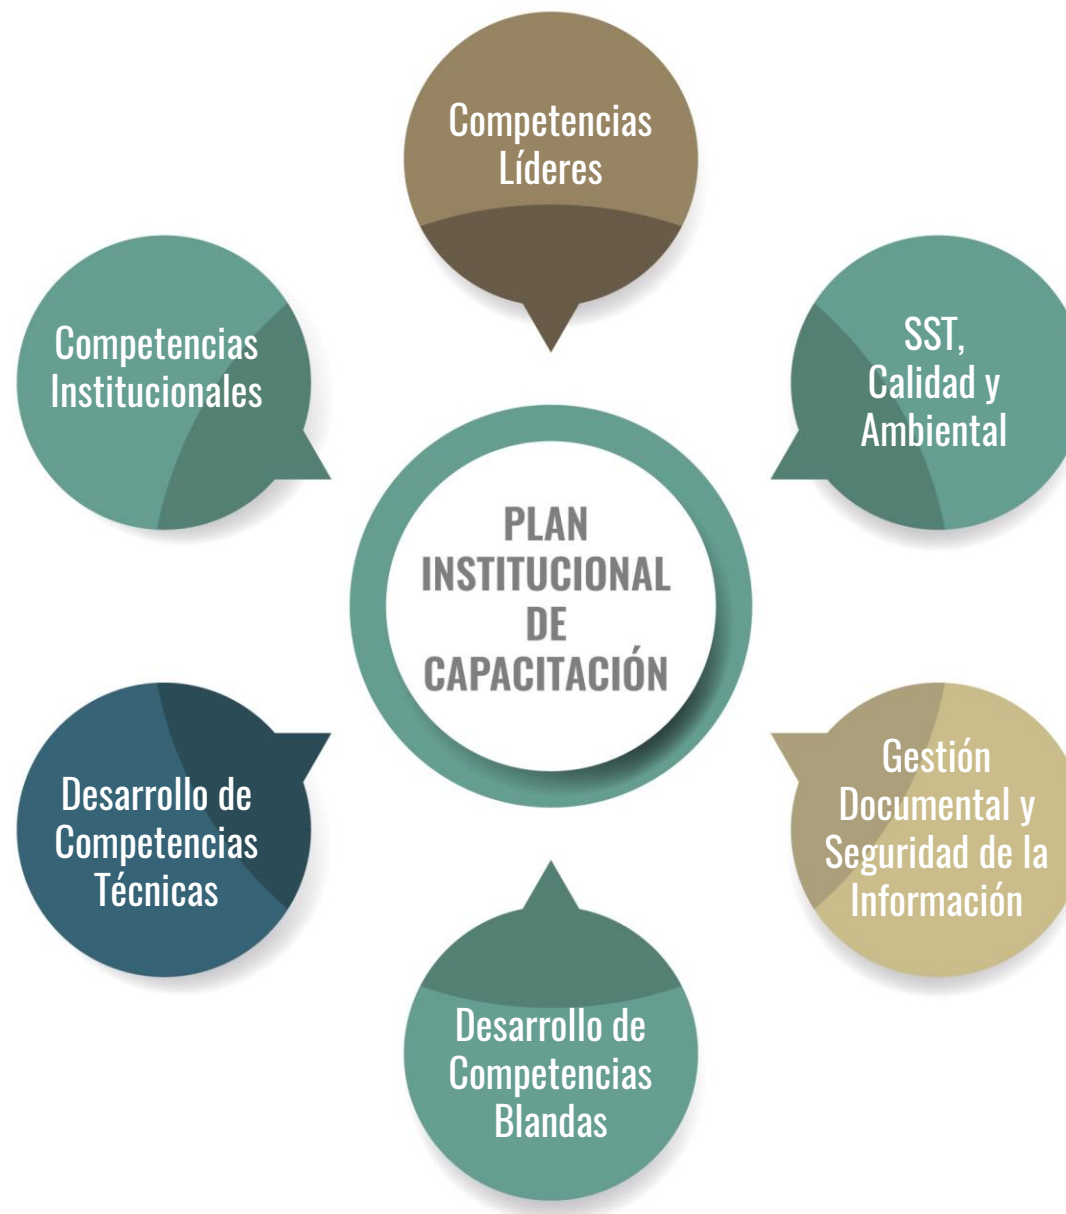 Competencias
Líderes
Competencias
Institucionales
SST,
Calidad y
Ambiental
PLAN
INSTITUCIONAL
DE
CAPACITACIÓN
Desarrollo de
Competencias
Técnicas
Gestión
Documental y
Seguridad de la
Información
Desarrollo de
Competencias
Blandas